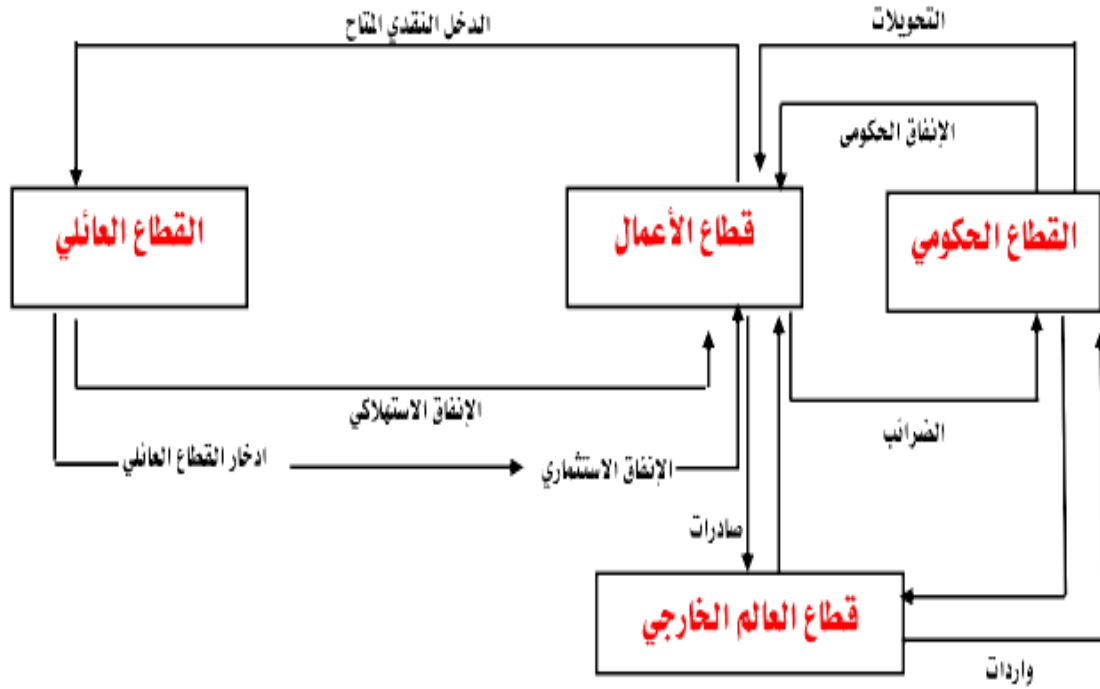 التحويلات
الدخل النقدي المتاح
الإنفاق الحكومى
القطاع الحكومي
قطاع الأعمال
القطاع العائلي
الإنفاق الاستهلاكي
الضرائب
ادخار القطاع العائلي
الإنفاق الاستثماري
صادرات
قطاع العالم الخارجي
واردات